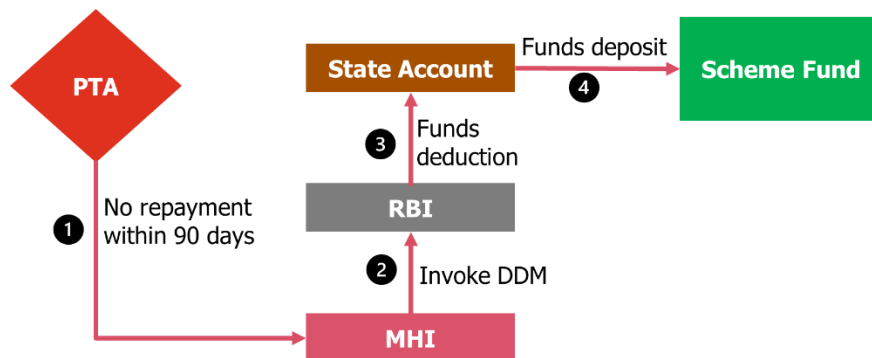 PTA
1
No repayment
within 90 days
MHI
2
Invoke DDM
RBI
3
Funds
deduction
State Account
Funds deposit
4
Scheme Fund